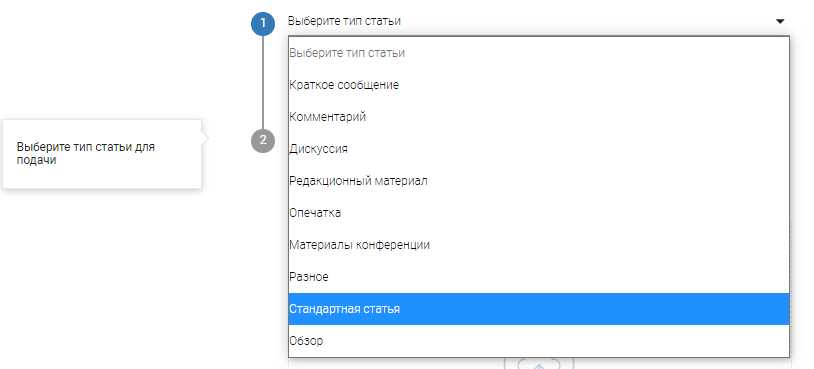 1
Выберите тип статьи
Выберите тип статьи
Краткое сообщение
Комментарий
2
Дискуссия
Редакционный материал
Опечатка
Материалы конференции
Разное
Стандартная статья
Обзор
Выберите тип статьи для
подачи